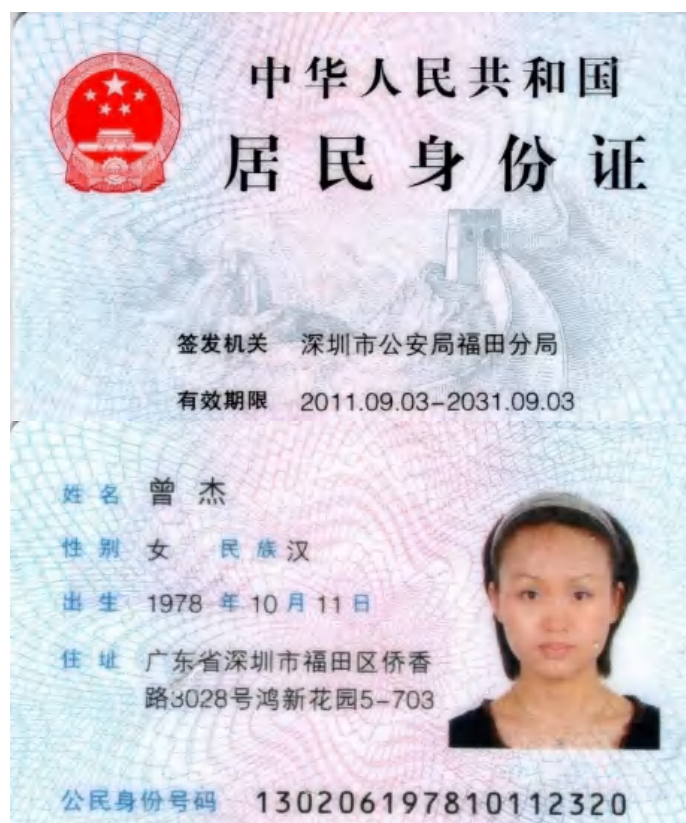 中华人民共和国
居民身份证
签发机关 深圳市公安局福田分局
有效期限 2011.09.03-2031.09.03
姓名 曾杰
性别 女 民族 汉
出生 1978 年 10 月 11 日
住址 广东省深圳市福田区侨香
路3028号鸿新花园5-703
公民身份号码 130206197810112320